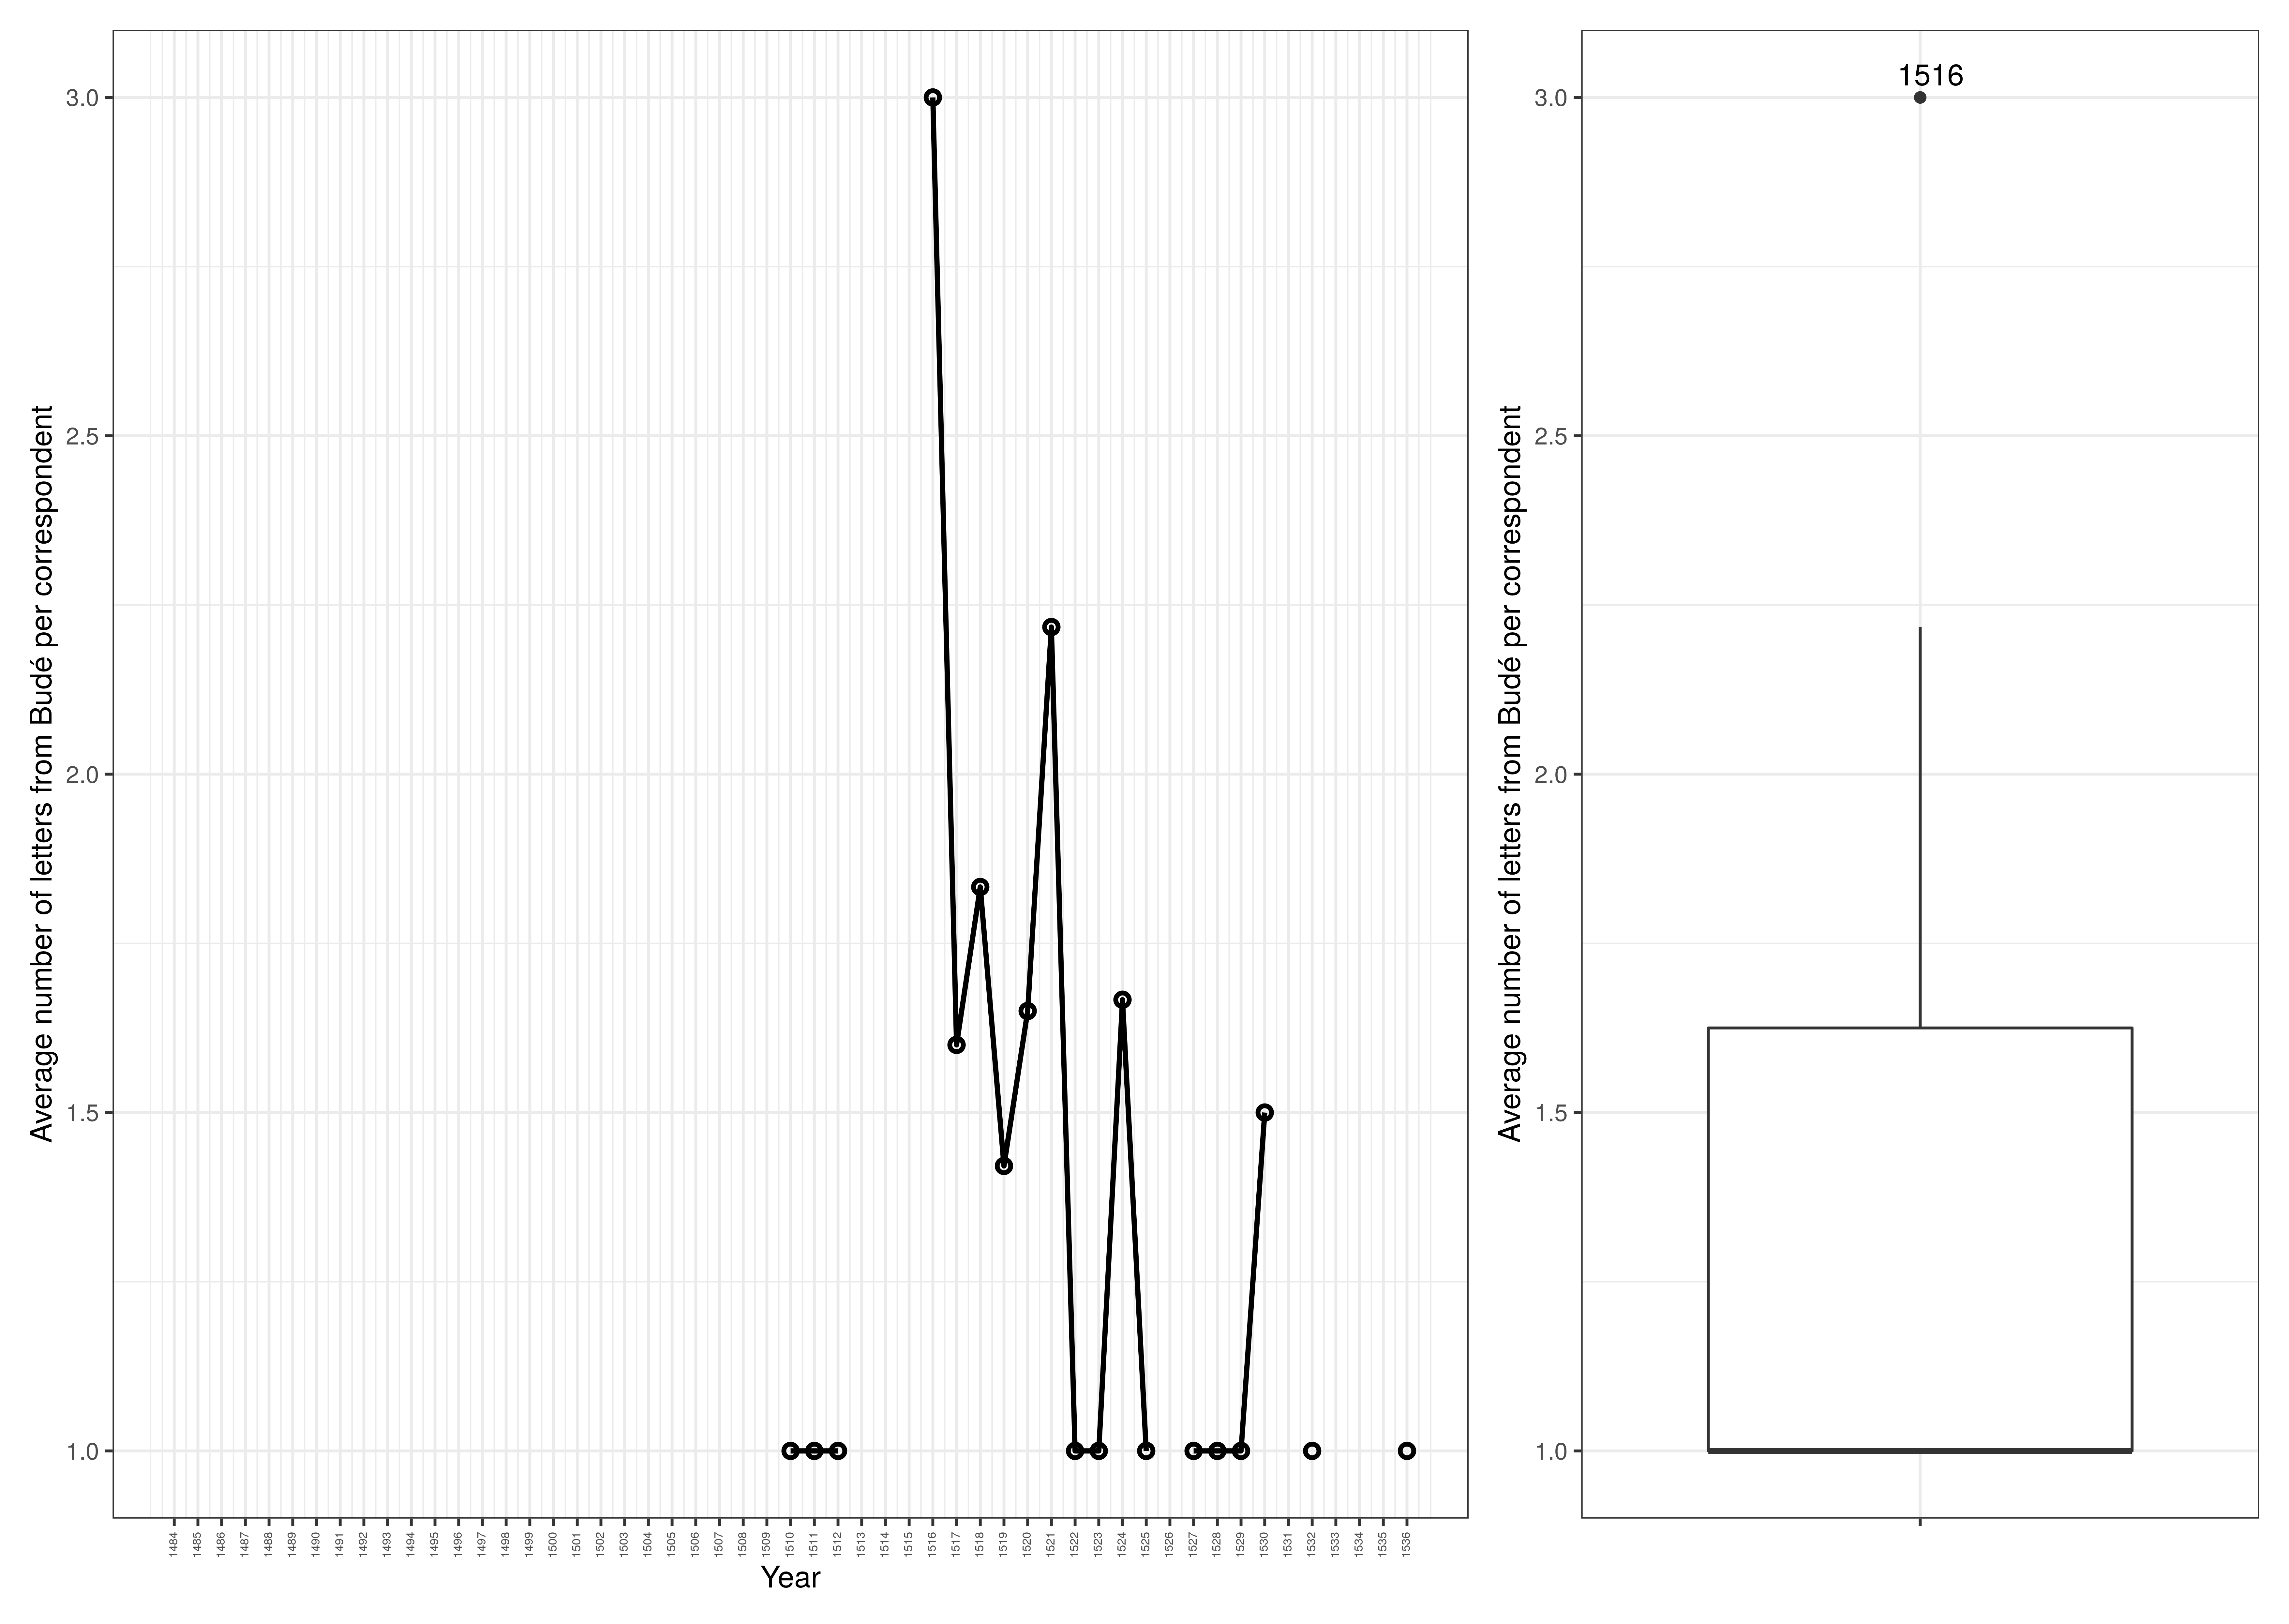 Average number of letters from Budé per correspondent
3.0
2.5
2.0
1.5
1.0
1484 1485 1486 1487 1488 1489 1490 1491 1492 1493 1494 1495 1496 1497 1498 1499 1500 1501 1502 1503 1504 1505 1506 1507 1508 1509 1510 1511 1512 1513 1514 1515 1516 1517 1518 1519 1520 1521 1522 1523 1524 1525 1526 1527 1528 1529 1530 1531 1532 1533 1534 1535 1536
Year
Average number of letters from Budé per correspondent
3.0
2.5
2.0
1.5
1.0
1516